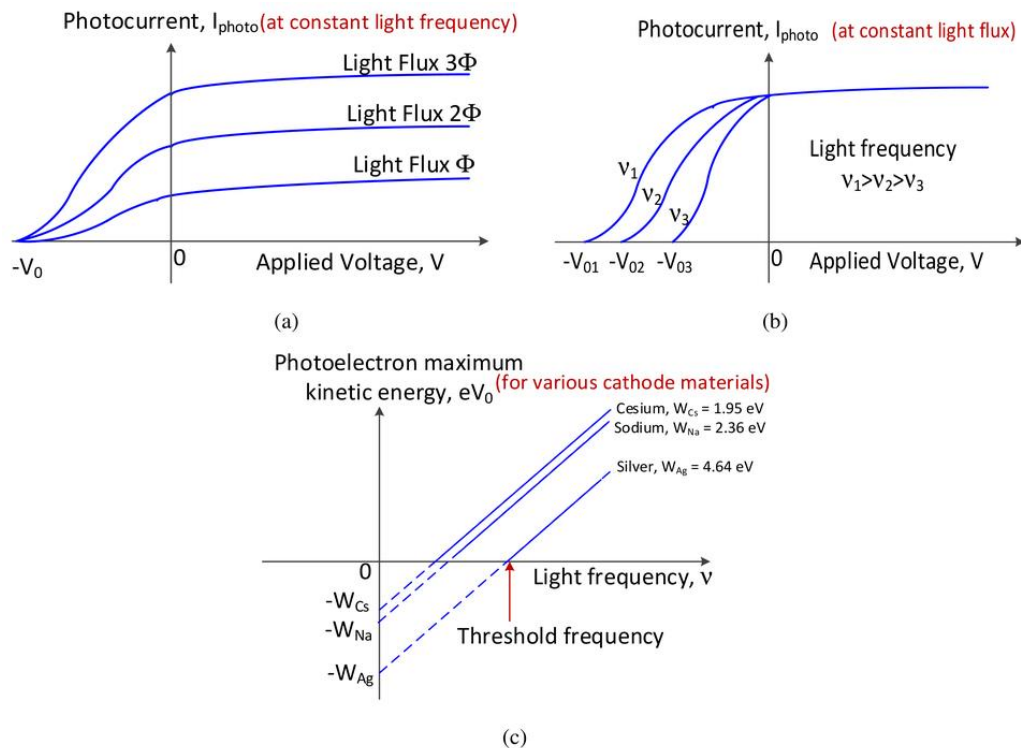 Photocurrent, Iphoto(at constant light frequency)
Light Flux 3Φ
Light Flux 2Φ
Light Flux Φ
-V0
0
Applied Voltage, V
(a)
Photocurrent, Iphoto (at constant light flux)
ν1
ν2
ν3
Light frequency
ν1>ν2>ν3
-V01 -V02 -V03
0
Applied Voltage, V
(b)
Photoelectron maximum
kinetic energy, eV0(for various cathode materials)
Cesium, WCs = 1.95 eV
Sodium, WNa = 2.36 eV
Silver, WAg = 4.64 eV
0
Light frequency, ν
-WCs
-WNa
Threshold frequency
-WAg
(c)